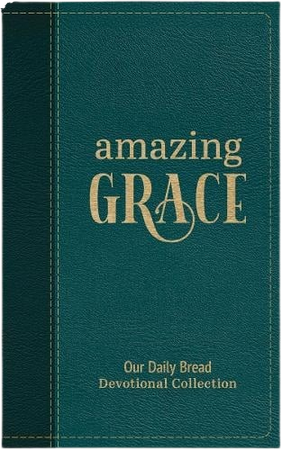 amazing
GRACE
Our Daily Bread
Devotional Collection